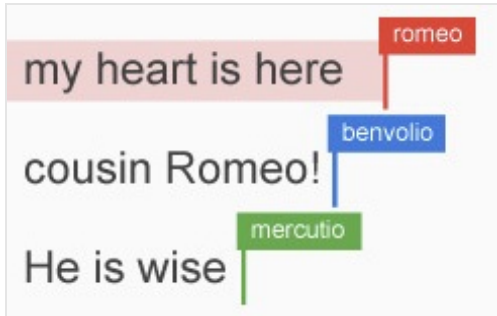 romeo
my heart is here
benvolio
cousin Romeo!
mercutio
He is wise